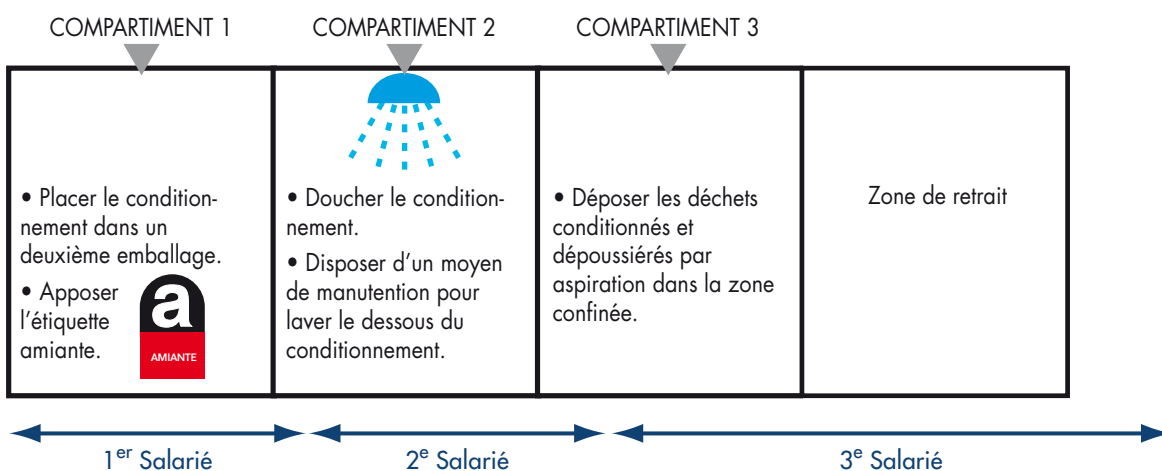 COMPARTIMENT 1
COMPARTIMENT 2
COMPARTIMENT 3
• Placer le condition-
nement dans un
deuxième emballage.
• Apposer
l’étiquette
amiante.
a
AMIANTE
• Doucher le condition-
nement.
• Disposer d’un moyen
de manutention pour
laver le dessous du
conditionnement.
• Déposer les déchets
conditionnés et
dépoussiérés par
aspiration dans la zone
confinée.
Zone de retrait
1er Salarié
2e Salarié
3e Salarié